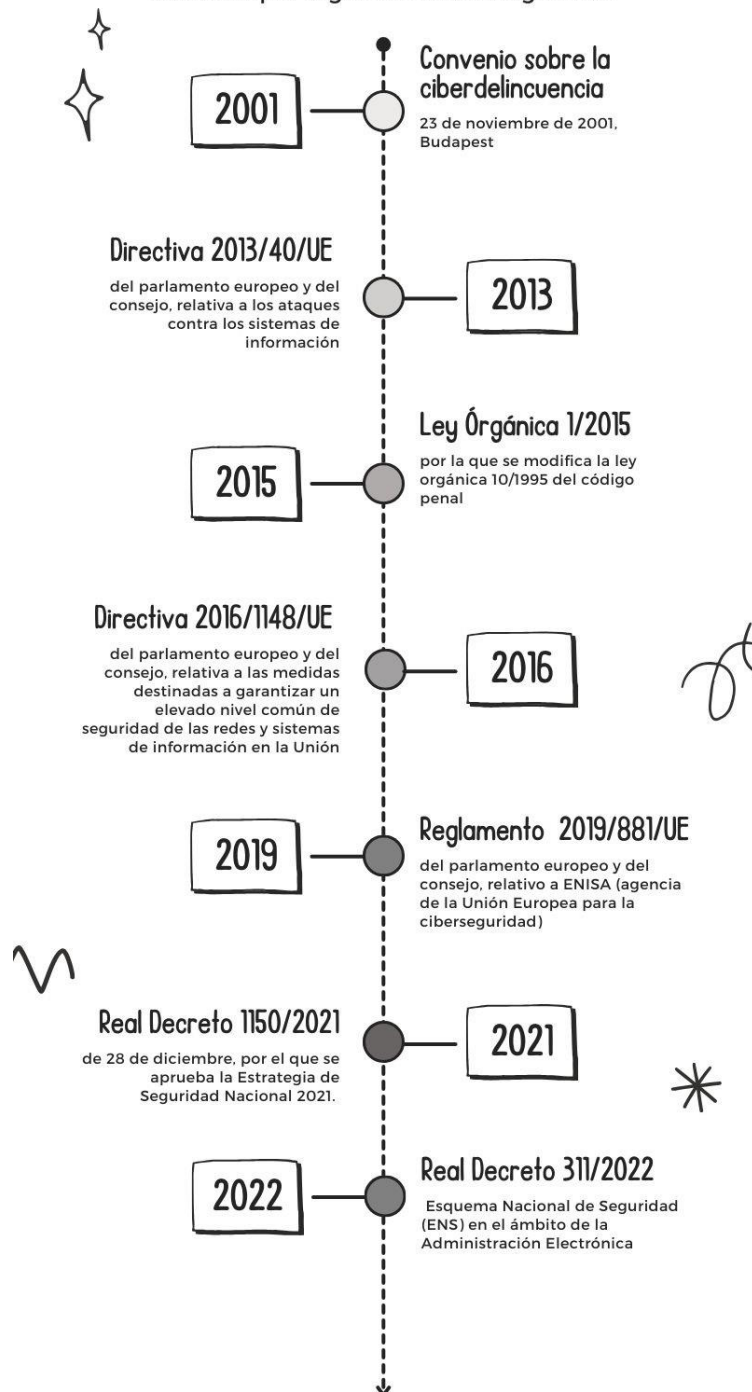 2001
Convenio sobre la
ciberdelincuencia
23 de noviembre de 2001,
Budapest
Directiva 2013/40/UE
del parlamento europeo y del
consejo, relativa a los ataques
contra los sistemas de
información
2013
2015
Ley Órgánica 1/2015
por la que se modifica la ley
orgánica 10/1995 del código
penal
Directiva 2016/1148/UE
del parlamento europeo y del
consejo, relativa a las medidas
destinadas a garantizar un
elevado nivel común de
seguridad de las redes y sistemas
de información en la Unión
2016
2019
Reglamento 2019/881/UE
del parlamento europeo y del
consejo, relativo a ENISA (agencia
de la Unión Europea para la
ciberseguridad)
Real Decreto 1150/2021
de 28 de diciembre, por el que se
aprueba la Estrategia de
Seguridad Nacional 2021.
2021
2022
Real Decreto 311/2022
Esquema Nacional de Seguridad
(ENS) en el ámbito de la
Administración Electrónica